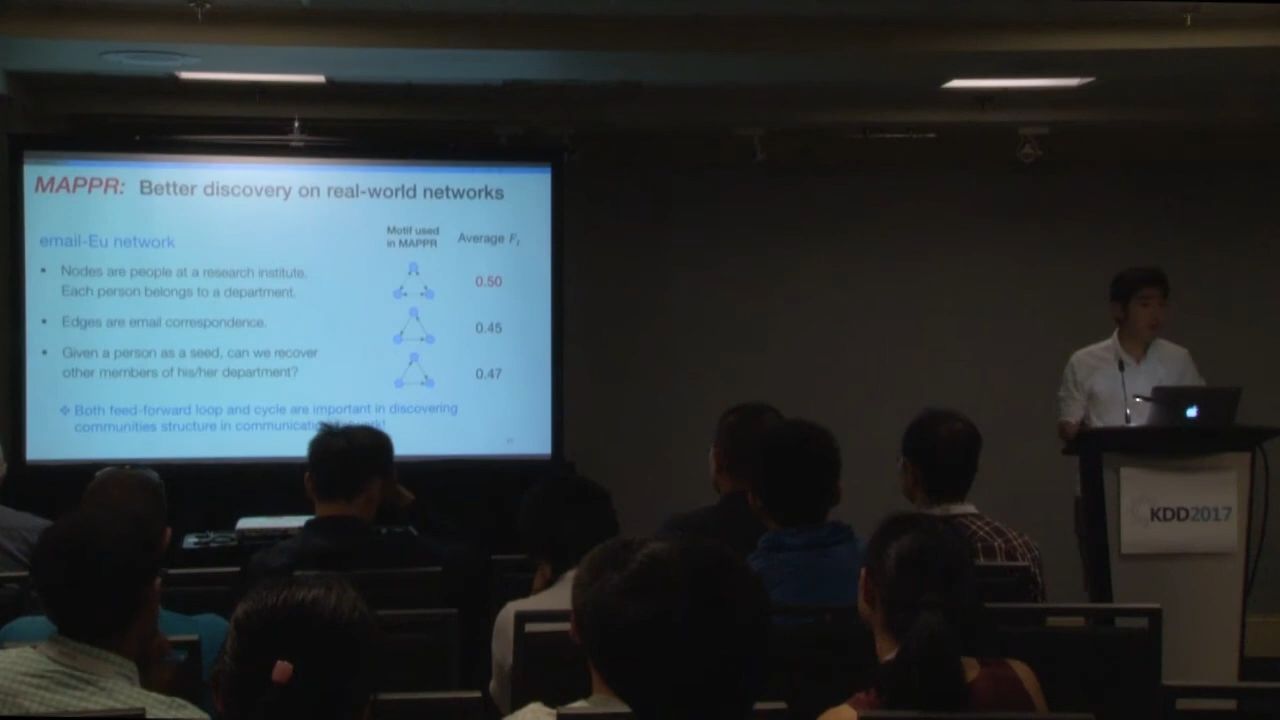 MAPPR: Better discovery on real-world networks
email-Eu network
Motif used
in MAPPR
Average F₁
• Nodes are people at a research institute.
Each person belongs to a department.
0.50
• Edges are email correspondence.
0.45
• Given a person as a seed, can we recover
other members of his/her department?
0.47
❖ Both feed-forward loop and cycle are important in discovering
communities structure in
KDD2017